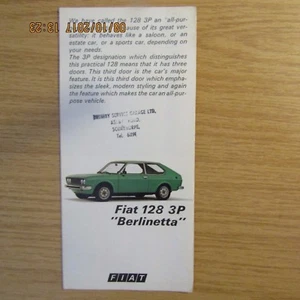 We have called the 128 3P an "all-pur-
because of its great ver-
satility: it behaves like a saloon, or an
estate car, or a sports car, depending on
your needs.
The 3P designation which distinguishes
this practical 128 means that it has three
doors. This third door is the car's major
feature. It is this third door which empha-
sizes the sleek, modern styling and again
the feature which makes the car an all-pur-
pose vehicle.
SERVICE GARAGE LTD.
Fiat 128 3P
"Berlinetta"
FIAT